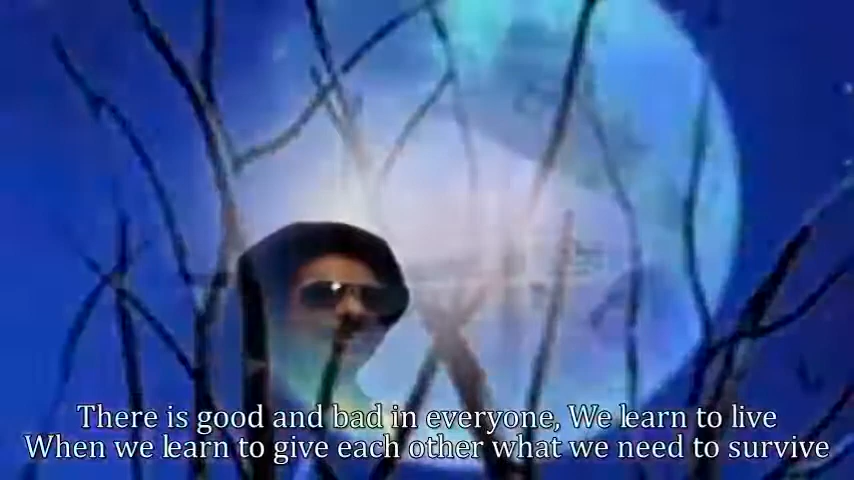 There is good and bad in everyone, We learn to live
When we learn to give each other what we need to survive